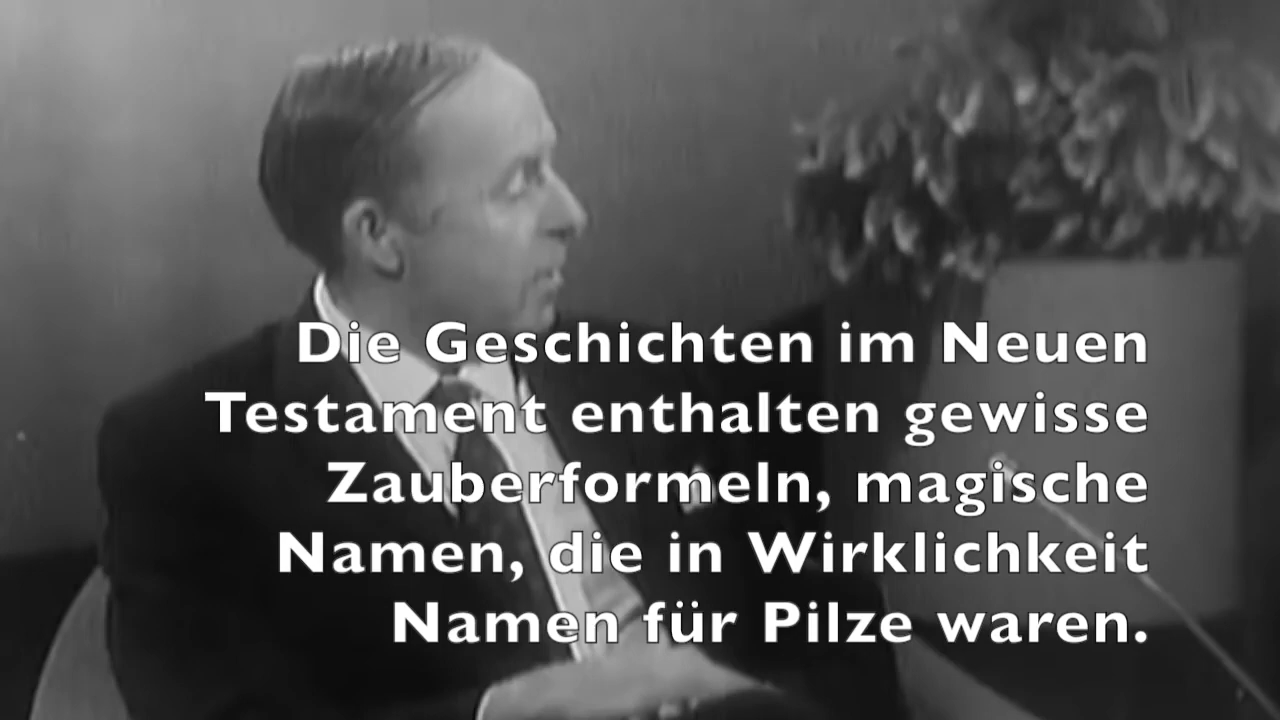 Die Geschichten im Neuen
Testament enthalten gewisse
Zauberformeln, magische
Namen, die in Wirklichkeit
Namen für Pilze waren.